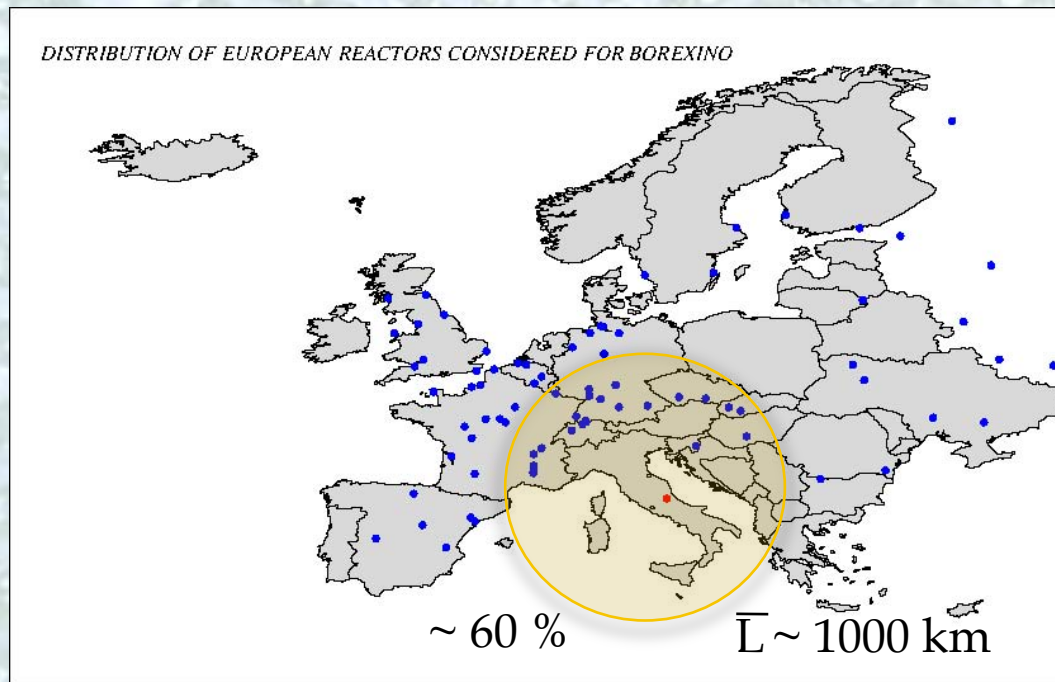 DISTRIBUTION OF EUROPEAN REACTORS CONSIDERED FOR BOREXINO
~ 60 %
L̅ ~ 1000 km